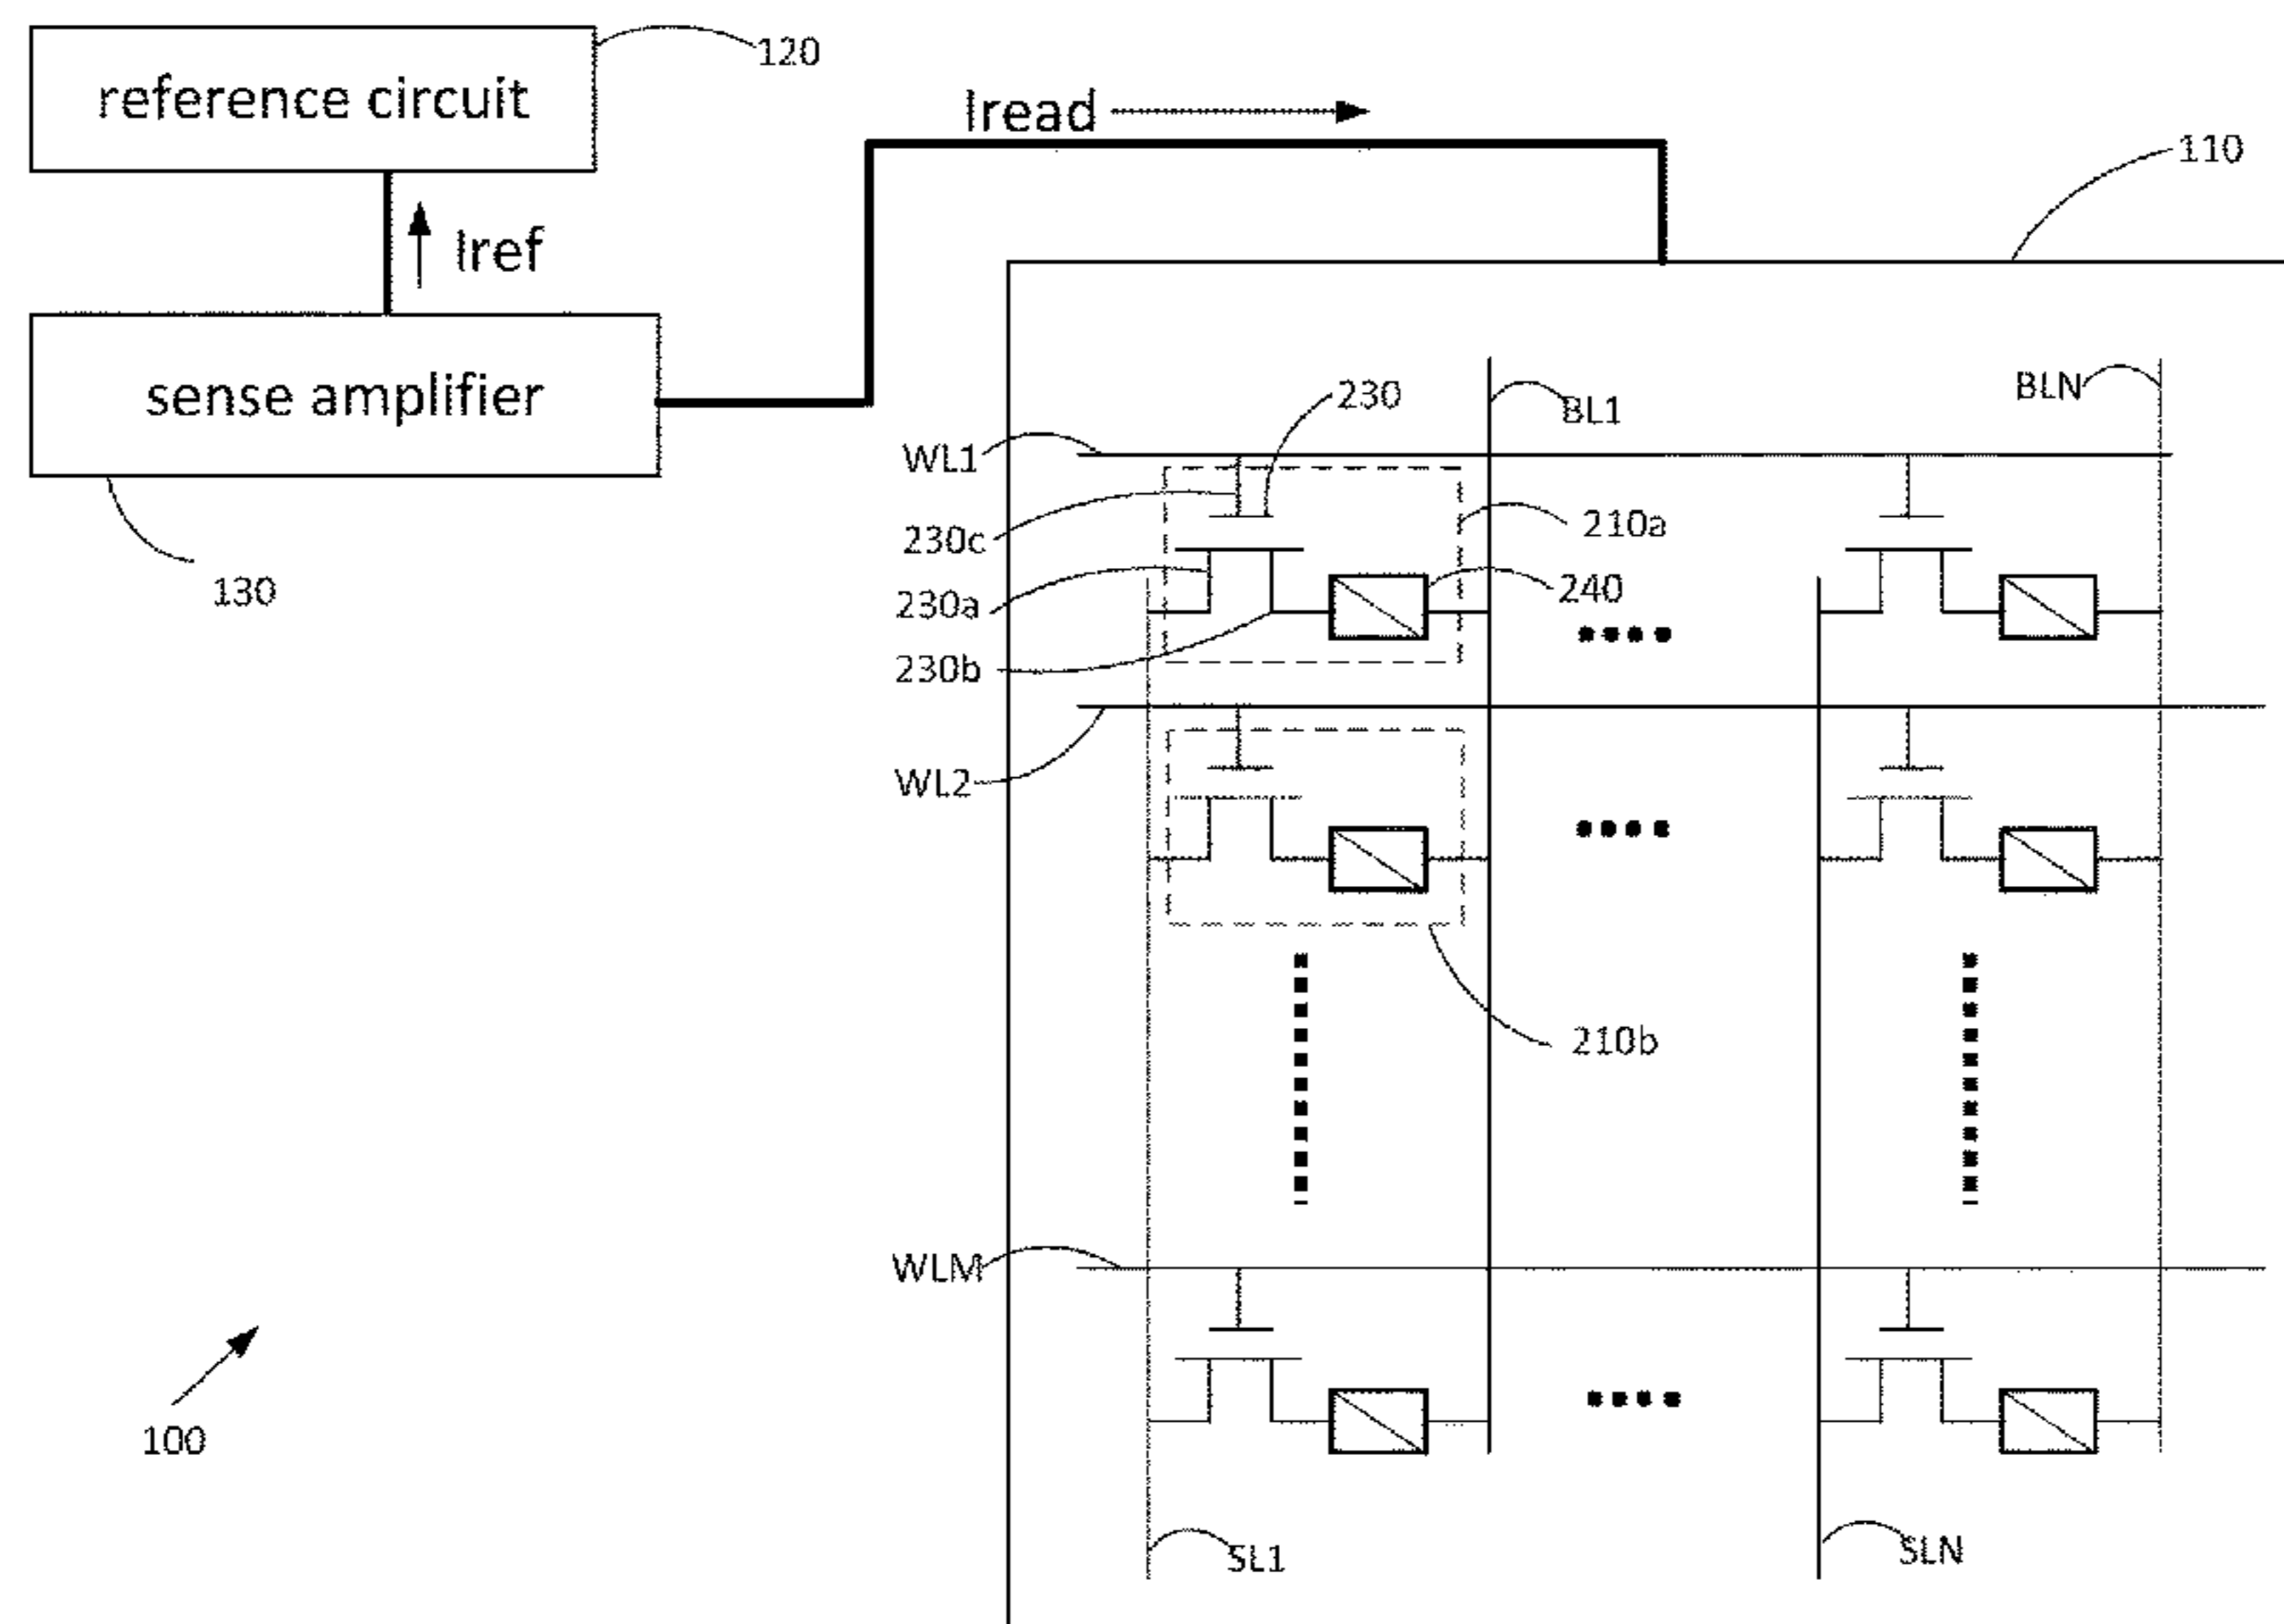 120
reference circuit
Iread
110
Iref
sense amplifier
230
BL1
BLN
WL1
230c
210a
130
230a
240
230b
WL2
210b
WLM
100
SL1
SLN